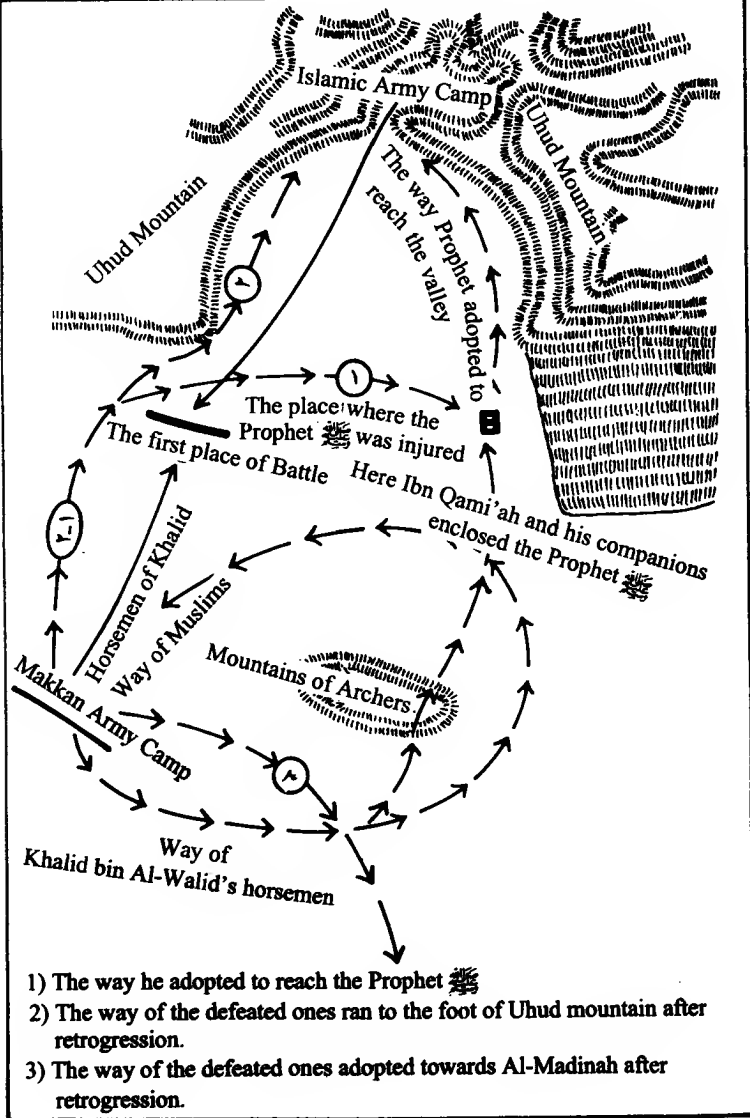 Islamic Army Camp
Uhud Mountain
Uhud Mountain
The way Prophet adopted to
reach the valley
٢
١
The place where the
Prophet ﷺ was injured
The first place of Battle
Here Ibn Qami'ah and his companions
enclosed the Prophet ﷺ
٢-١
Horsemen of Khalid
Way of Muslims
Mountains of Archers
Makkan Army Camp
٣
Way of
Khalid bin Al-Walid's horsemen
1) The way he adopted to reach the Prophet ﷺ
2) The way of the defeated ones ran to the foot of Uhud mountain after
retrogression.
3) The way of the defeated ones adopted towards Al-Madinah after
retrogression.